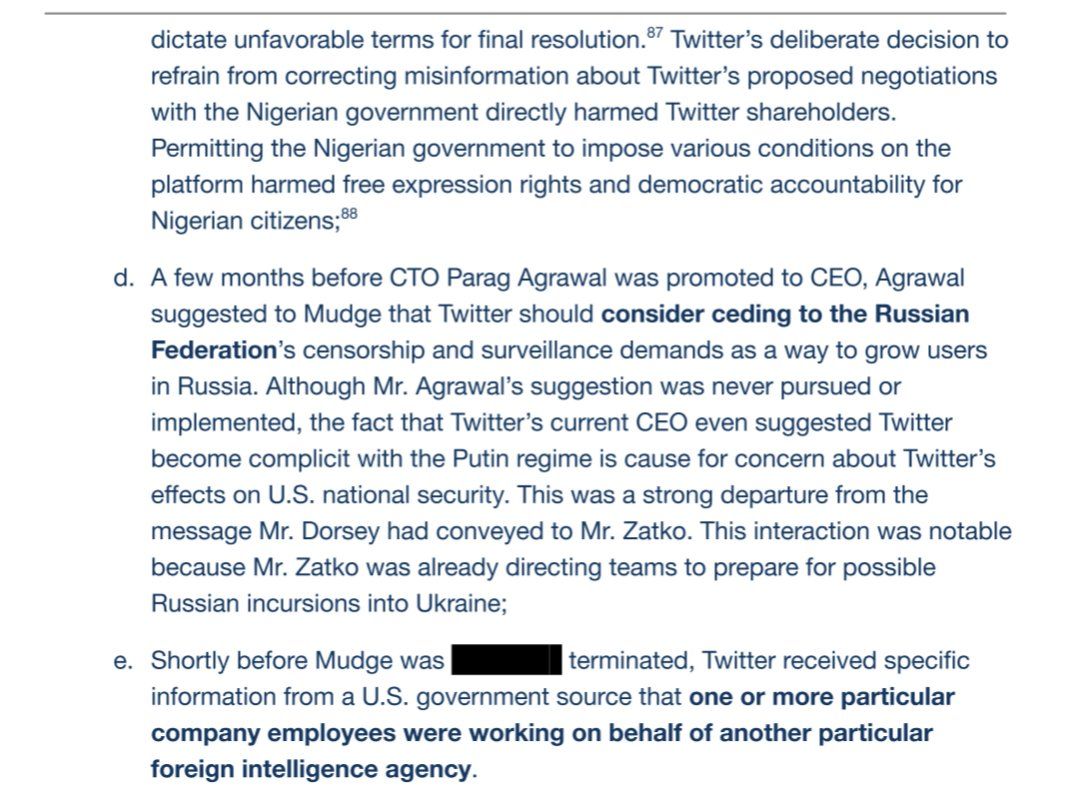 dictate unfavorable terms for final resolution.87 Twitter’s deliberate decision to
refrain from correcting misinformation about Twitter’s proposed negotiations
with the Nigerian government directly harmed Twitter shareholders.
Permitting the Nigerian government to impose various conditions on the
platform harmed free expression rights and democratic accountability for
Nigerian citizens;88
d. A few months before CTO Parag Agrawal was promoted to CEO, Agrawal
suggested to Mudge that Twitter should consider ceding to the Russian
Federation’s censorship and surveillance demands as a way to grow users
in Russia. Although Mr. Agrawal’s suggestion was never pursued or
implemented, the fact that Twitter’s current CEO even suggested Twitter
become complicit with the Putin regime is cause for concern about Twitter’s
effects on U.S. national security. This was a strong departure from the
message Mr. Dorsey had conveyed to Mr. Zatko. This interaction was notable
because Mr. Zatko was already directing teams to prepare for possible
Russian incursions into Ukraine;
e. Shortly before Mudge was terminated, Twitter received specific
information from a U.S. government source that one or more particular
company employees were working on behalf of another particular
foreign intelligence agency.